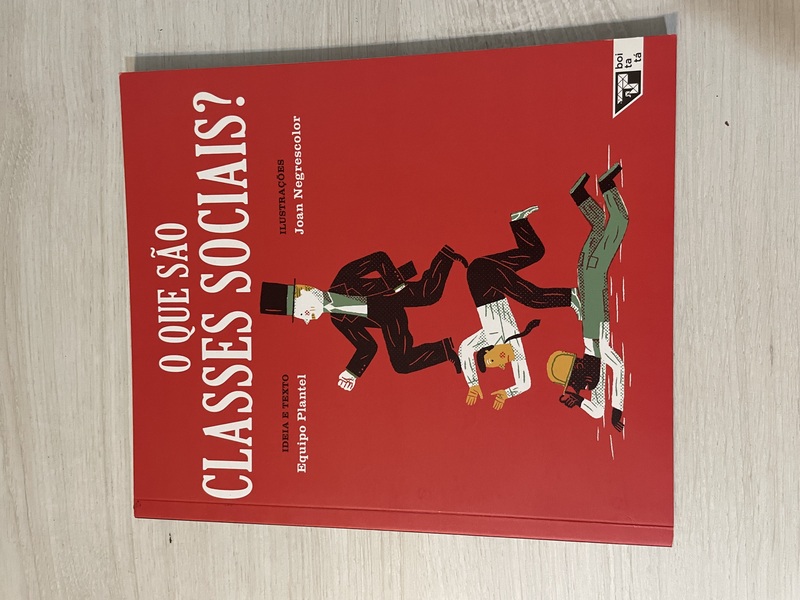 O QUE SÃO
CLASSES SOCIAIS?
IDEIA E TEXTO
Equipo Plantel
ILUSTRAÇÕES
Joan Negrescolor
boi
ta
tá